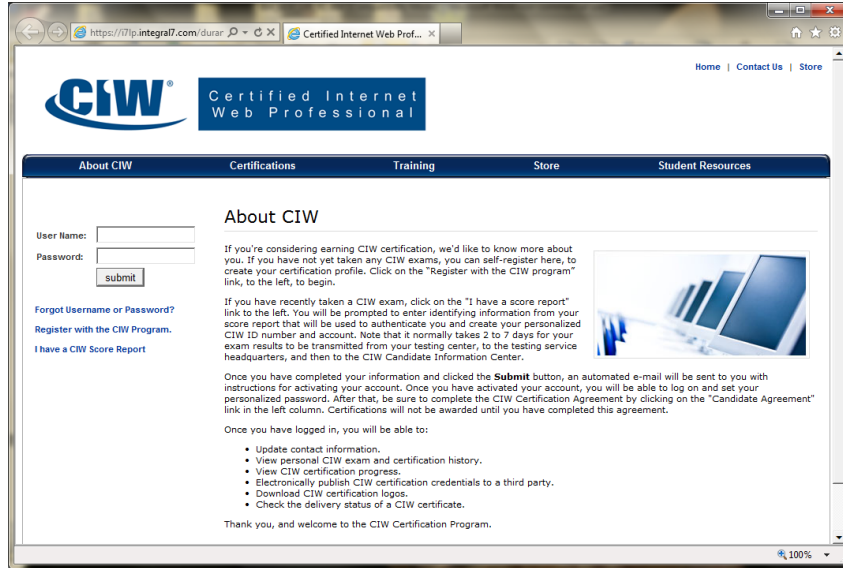 https://i7lp.integral7.com/durar
Certified Internet Web Prof...
Home | Contact Us | Store
CIW®
Certified Internet
Web Professional
About CIW Certifications Training Store Student Resources
About CIW
User Name:
Password:
submit
Forgot Username or Password?
Register with the CIW Program.
I have a CIW Score Report
If you're considering earning CIW certification, we'd like to know more about
you. If you have not yet taken any CIW exams, you can self-register here, to
create your certification profile. Click on the "Register with the CIW program"
link, to the left, to begin.
If you have recently taken a CIW exam, click on the "I have a score report"
link to the left. You will be prompted to enter identifying information from your
score report that will be used to authenticate you and create your personalized
CIW ID number and account. Note that it normally takes 2 to 7 days for your
exam results to be transmitted from your testing center, to the testing service
headquarters, and then to the CIW Candidate Information Center.
Once you have completed your information and clicked the Submit button, an automated e-mail will be sent to you with
instructions for activating your account. Once you have activated your account, you will be able to log on and set your
personalized password. After that, be sure to complete the CIW Certification Agreement by clicking on the "Candidate Agreement"
link in the left column. Certifications will not be awarded until you have completed this agreement.
Once you have logged in, you will be able to:
• Update contact information.
• View personal CIW exam and certification history.
• View CIW certification progress.
• Electronically publish CIW certification credentials to a third party.
• Download CIW certification logos.
• Check the delivery status of a CIW certificate.
Thank you, and welcome to the CIW Certification Program.
100%